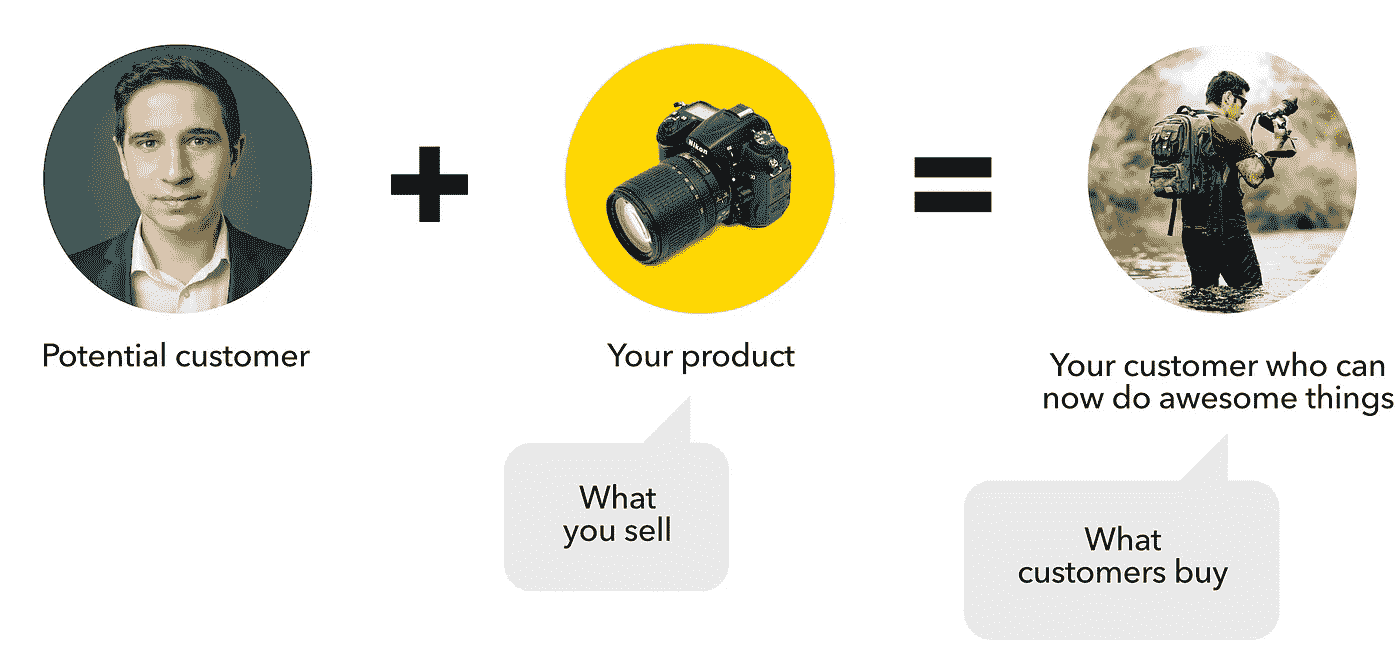 Nikon
Potential customer
Your product
Your customer who can
now do awesome things
What
you sell
What
customers buy